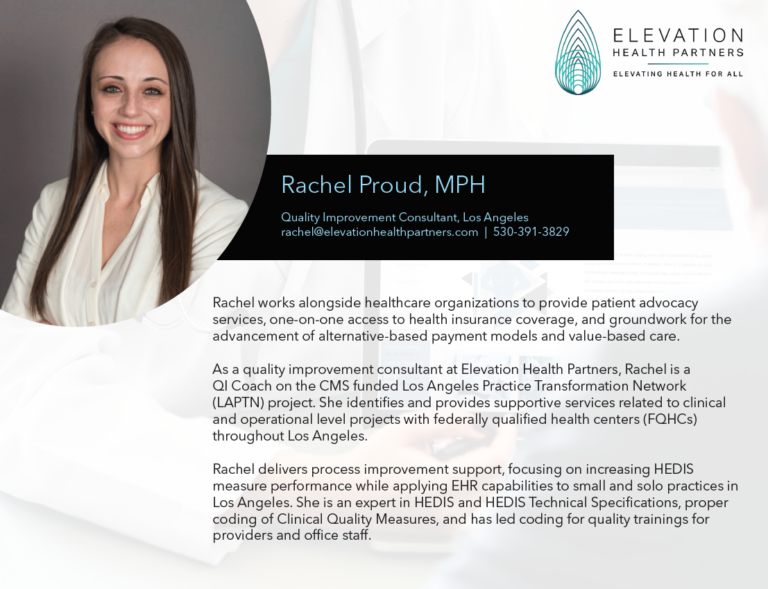 ELEVATION
HEALTH PARTNERS
ELEVATING HEALTH FOR ALL
Rachel Proud, MPH
Quality Improvement Consultant, Los Angeles
rachel@elevationhealthpartners.com | 530-391-3829
Rachel works alongside healthcare organizations to provide patient advocacy
services, one-on-one access to health insurance coverage, and groundwork for the
advancement of alternative-based payment models and value-based care.
As a quality improvement consultant at Elevation Health Partners, Rachel is a
QI Coach on the CMS funded Los Angeles Practice Transformation Network
(LAPTN) project. She identifies and provides supportive services related to clinical
and operational level projects with federally qualified health centers (FQHCs)
throughout Los Angeles.
Rachel delivers process improvement support, focusing on increasing HEDIS
measure performance while applying EHR capabilities to small and solo practices in
Los Angeles. She is an expert in HEDIS and HEDIS Technical Specifications, proper
coding of Clinical Quality Measures, and has led coding for quality trainings for
providers and office staff.